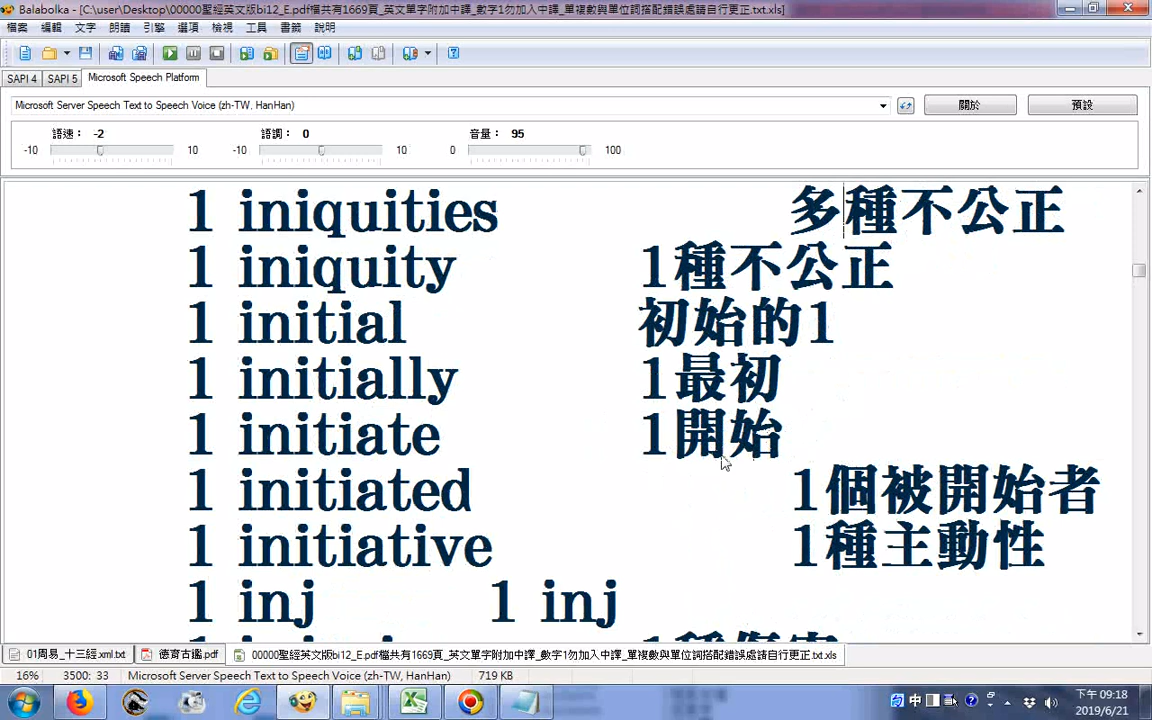 Balabolka - [C:\user\Desktop\00000聖經英文版bi12_E.pdf檔共有1669頁_英文單字附加中譯_數字1勿加入中譯_單複數與單位詞搭配錯誤處請自行更正.txt.xls]
檔案 編輯 文字 朗讀 引擎 選項 檢視 工具 書籤 說明
SAPI 4 SAPI 5 Microsoft Speech Platform
Microsoft Server Speech Text to Speech Voice (zh-TW, HanHan) 關於 預設
語速： -2 語調： 0 音量： 95
-10 10 -10 10 0 100
1 iniquities 多種不公正
1 iniquity 1種不公正
1 initial 初始的1
1 initially 1最初
1 initiate 1開始
1 initiated 1個被開始者
1 initiative 1種主動性
1 inj 1 inj
01周易_十三經.xml.txt 德育古鑑.pdf 00000聖經英文版bi12_E.pdf檔共有1669頁_英文單字附加中譯_數字1勿加入中譯_單複數與單位詞搭配錯誤處請自行更正.txt.xls
16% 3500: 33 Microsoft Server Speech Text to Speech Voice (zh-TW, HanHan) 719 KB
中 下午 09:18
2019/6/21